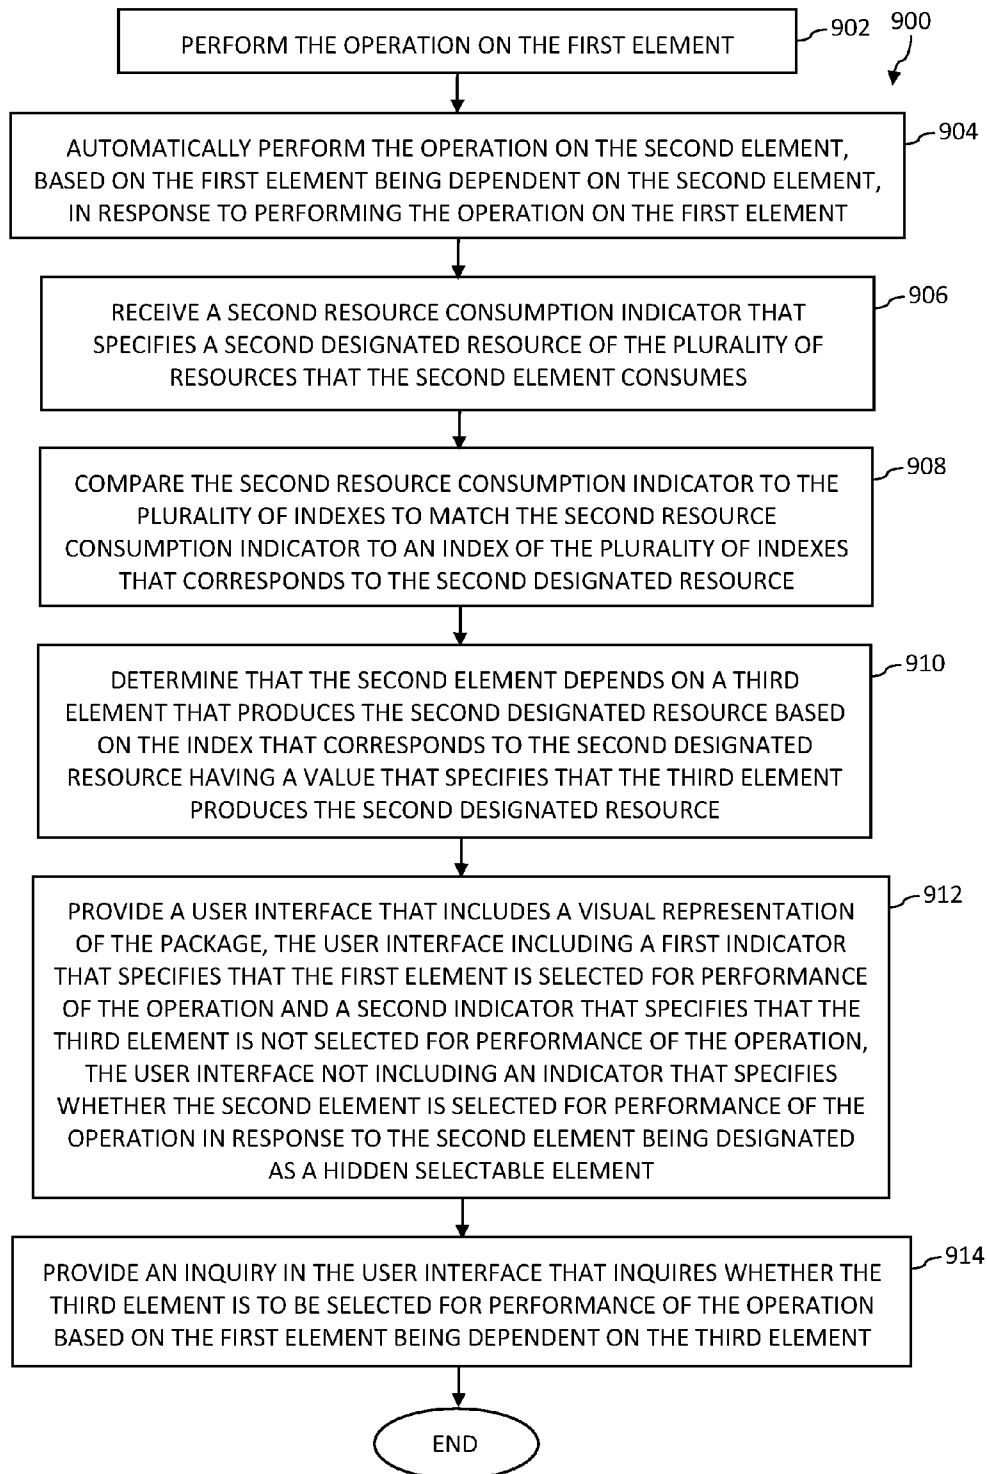 PERFORM THE OPERATION ON THE FIRST ELEMENT
902
900
AUTOMATICALLY PERFORM THE OPERATION ON THE SECOND ELEMENT,
BASED ON THE FIRST ELEMENT BEING DEPENDENT ON THE SECOND ELEMENT,
IN RESPONSE TO PERFORMING THE OPERATION ON THE FIRST ELEMENT
904
RECEIVE A SECOND RESOURCE CONSUMPTION INDICATOR THAT
SPECIFIES A SECOND DESIGNATED RESOURCE OF THE PLURALITY OF
RESOURCES THAT THE SECOND ELEMENT CONSUMES
906
COMPARE THE SECOND RESOURCE CONSUMPTION INDICATOR TO THE
PLURALITY OF INDEXES TO MATCH THE SECOND RESOURCE
CONSUMPTION INDICATOR TO AN INDEX OF THE PLURALITY OF INDEXES
THAT CORRESPONDS TO THE SECOND DESIGNATED RESOURCE
908
DETERMINE THAT THE SECOND ELEMENT DEPENDS ON A THIRD
ELEMENT THAT PRODUCES THE SECOND DESIGNATED RESOURCE BASED
ON THE INDEX THAT CORRESPONDS TO THE SECOND DESIGNATED
RESOURCE HAVING A VALUE THAT SPECIFIES THAT THE THIRD ELEMENT
PRODUCES THE SECOND DESIGNATED RESOURCE
910
PROVIDE A USER INTERFACE THAT INCLUDES A VISUAL REPRESENTATION
OF THE PACKAGE, THE USER INTERFACE INCLUDING A FIRST INDICATOR
THAT SPECIFIES THAT THE FIRST ELEMENT IS SELECTED FOR PERFORMANCE
OF THE OPERATION AND A SECOND INDICATOR THAT SPECIFIES THAT THE
THIRD ELEMENT IS NOT SELECTED FOR PERFORMANCE OF THE OPERATION,
THE USER INTERFACE NOT INCLUDING AN INDICATOR THAT SPECIFIES
WHETHER THE SECOND ELEMENT IS SELECTED FOR PERFORMANCE OF THE
OPERATION IN RESPONSE TO THE SECOND ELEMENT BEING DESIGNATED
AS A HIDDEN SELECTABLE ELEMENT
912
PROVIDE AN INQUIRY IN THE USER INTERFACE THAT INQUIRES WHETHER THE
THIRD ELEMENT IS TO BE SELECTED FOR PERFORMANCE OF THE OPERATION
BASED ON THE FIRST ELEMENT BEING DEPENDENT ON THE THIRD ELEMENT
914
END